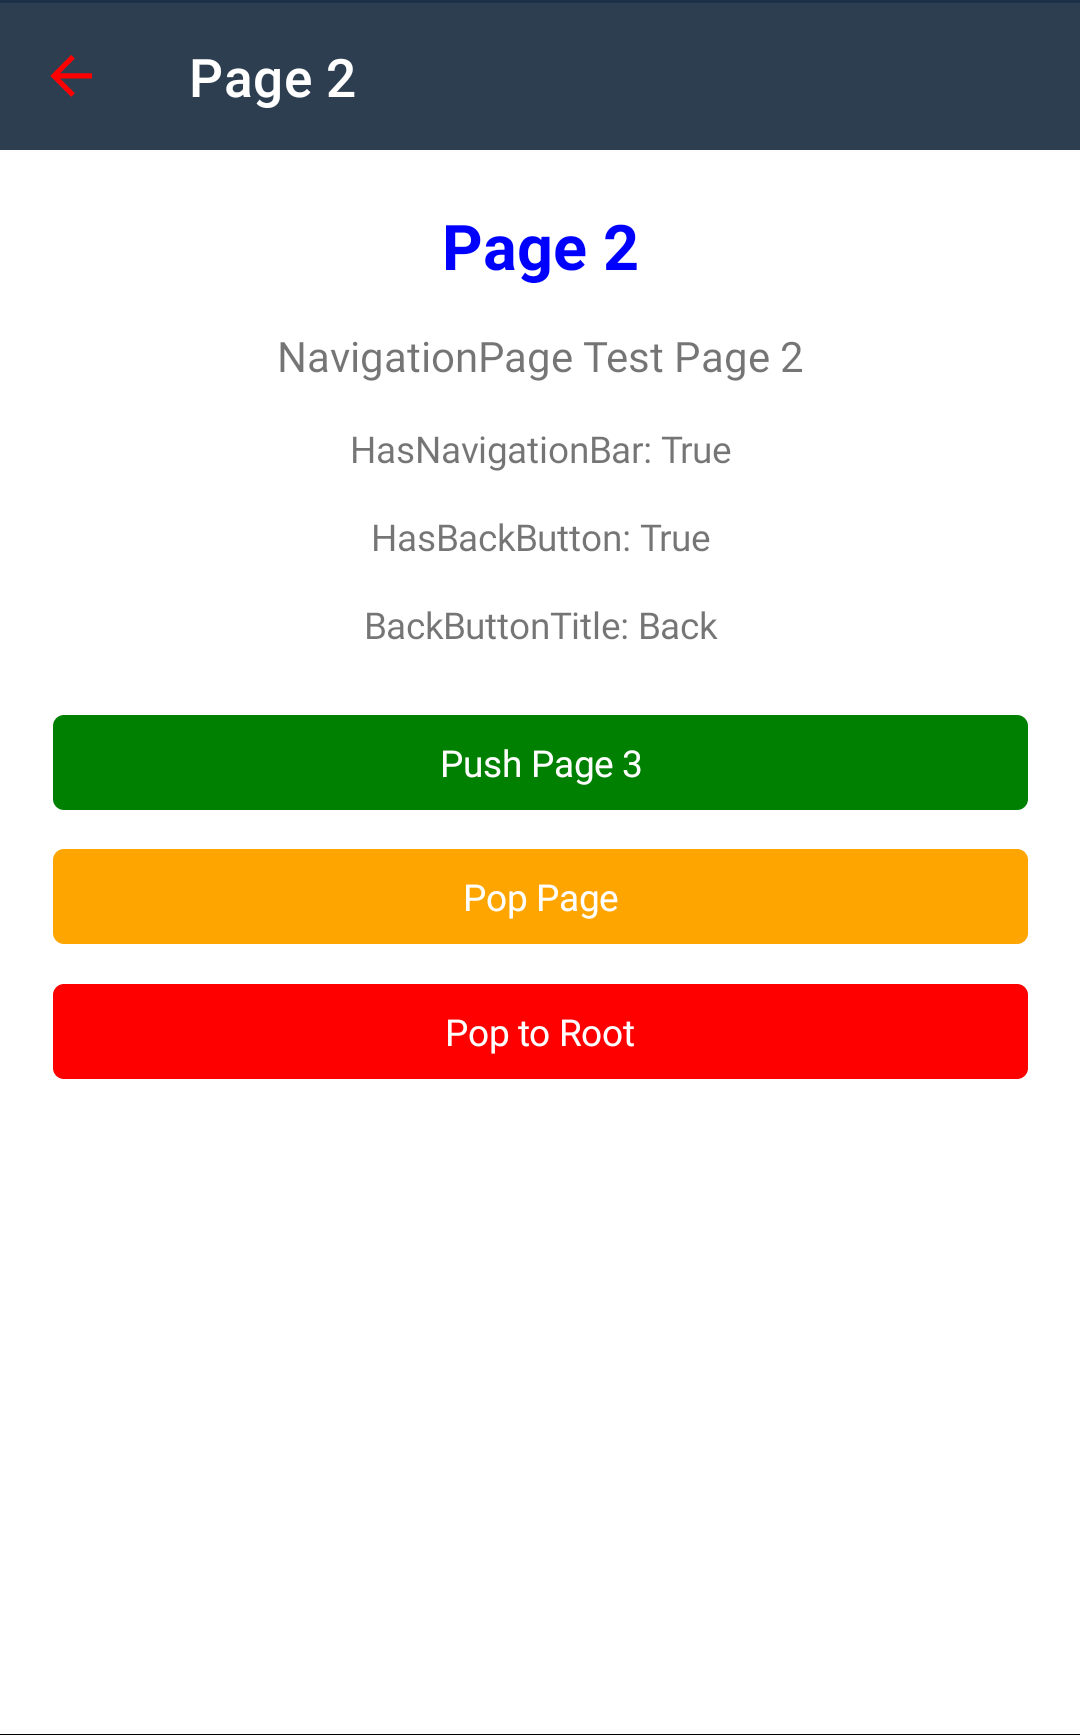 Page 2
Page 2
NavigationPage Test Page 2
HasNavigationBar: True
HasBackButton: True
BackButtonTitle: Back
Push Page 3
Pop Page
Pop to Root